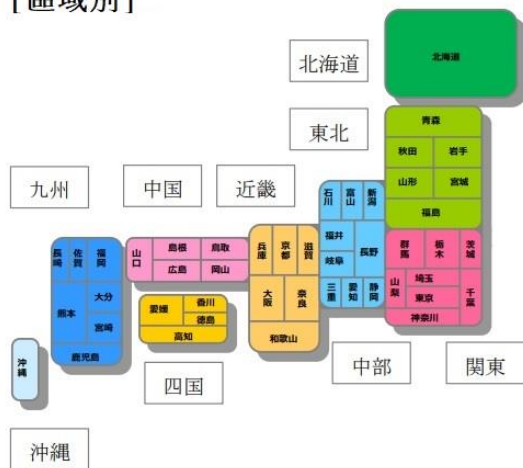 [區域別]
北海道
北海道
東北
青森
秋田 岩手
山形 宮城
福島
九州
中国
近畿
石川 富山 新潟
福井
長野
岐阜
三重 愛知 静岡
群馬 栃木 茨城
山梨
埼玉
東京
千葉
神奈川
兵庫 京都 滋賀
大阪 奈良
和歌山
山口
島根 鳥取
広島 岡山
愛媛
香川
徳島
高知
長崎 佐賀 福岡
熊本
大分
宮崎
鹿児島
沖縄
四国
中部
関東
沖縄